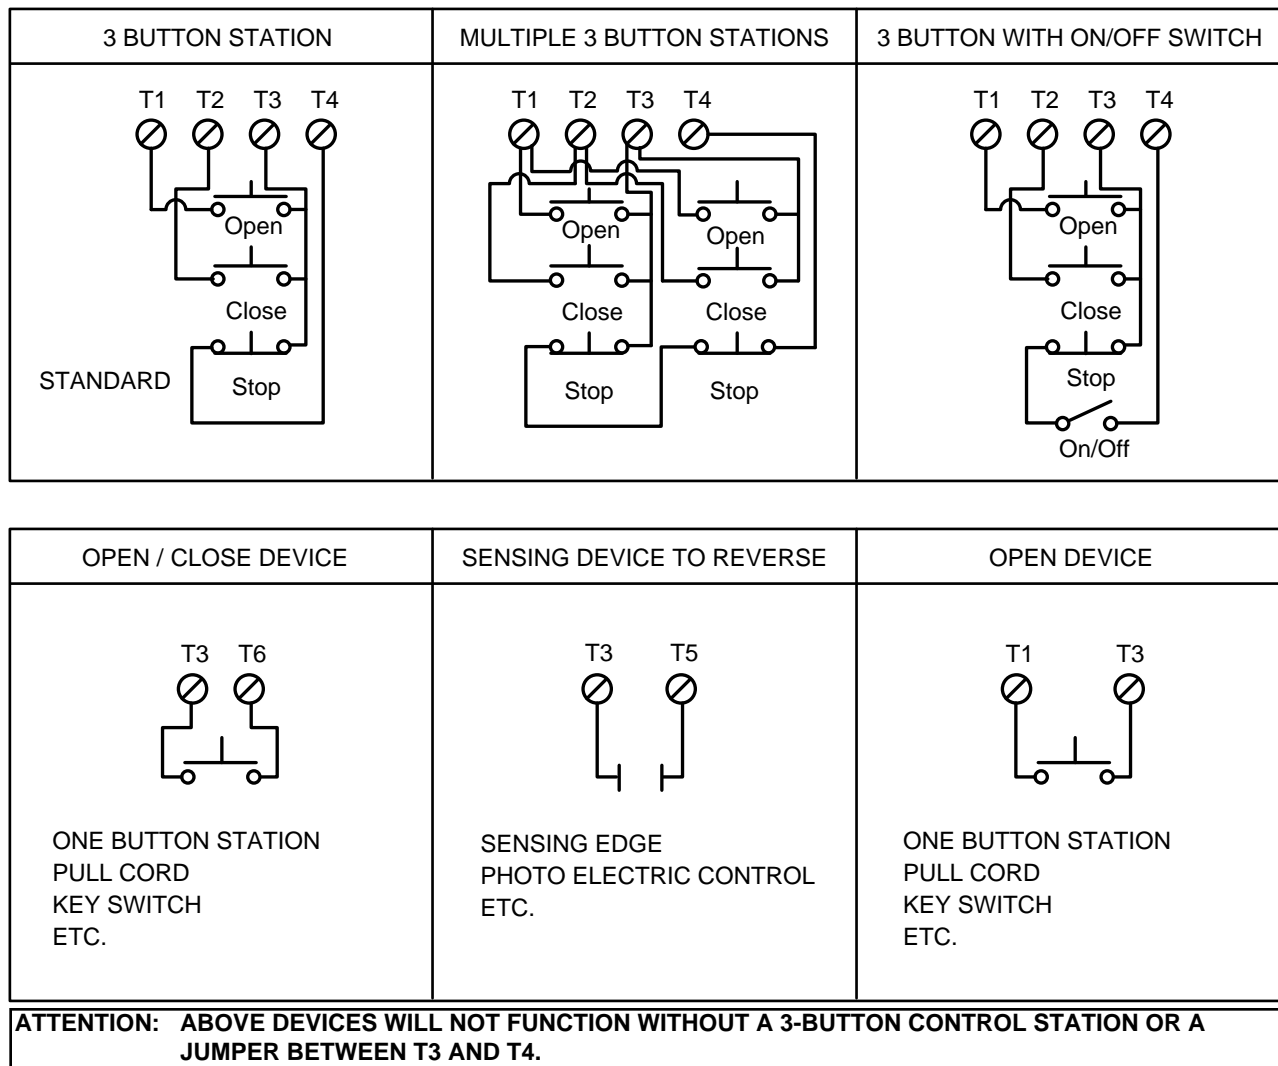 3 BUTTON STATION
MULTIPLE 3 BUTTON STATIONS
3 BUTTON WITH ON/OFF SWITCH
T1 T2 T3 T4
Open
Close
Stop
STANDARD
T1 T2 T3 T4
Open Open
Close Close
Stop Stop
T1 T2 T3 T4
Open
Close
Stop
On/Off
OPEN / CLOSE DEVICE
SENSING DEVICE TO REVERSE
OPEN DEVICE
T3 T6
ONE BUTTON STATION
PULL CORD
KEY SWITCH
ETC.
T3 T5
SENSING EDGE
PHOTO ELECTRIC CONTROL
ETC.
T1 T3
ONE BUTTON STATION
PULL CORD
KEY SWITCH
ETC.
ATTENTION: ABOVE DEVICES WILL NOT FUNCTION WITHOUT A 3-BUTTON CONTROL STATION OR A
JUMPER BETWEEN T3 AND T4.